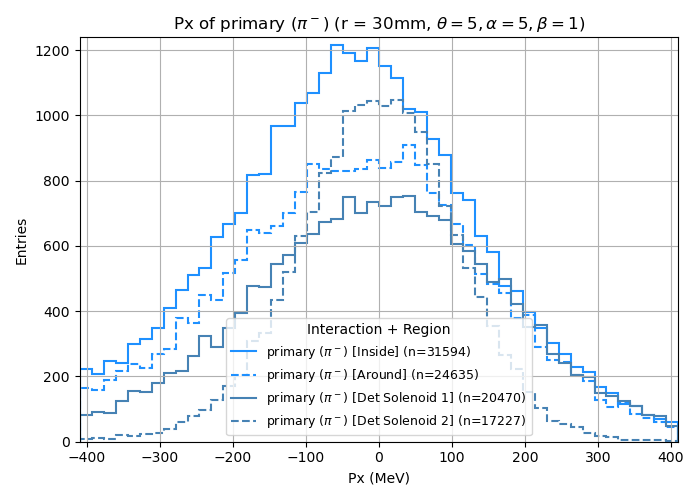 Px of primary (π⁻) (r = 30mm, θ = 5, α = 5, β = 1)
1200
1000
800
600
400
200
0
Entries
Interaction + Region
primary (π⁻) [Inside] (n=31594)
primary (π⁻) [Around] (n=24635)
primary (π⁻) [Det Solenoid 1] (n=20470)
primary (π⁻) [Det Solenoid 2] (n=17227)
−400 −300 −200 −100 0 100 200 300 400
Px (MeV)